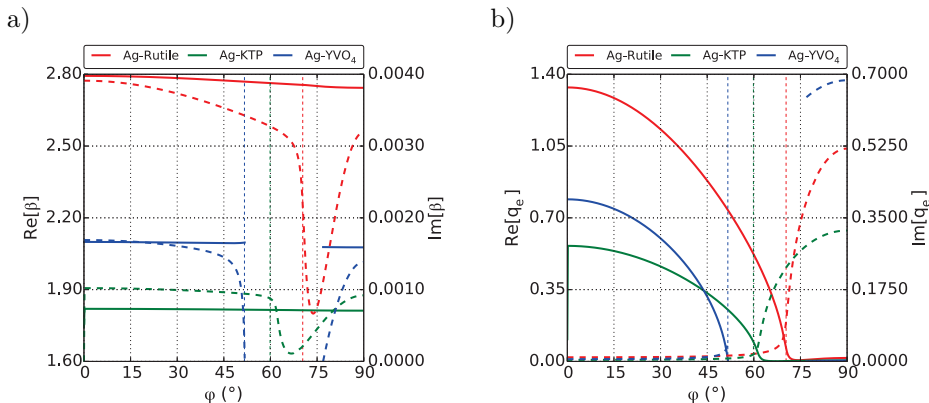 a)
b)
Ag-Rutile Ag-KTP Ag-YVO₄
2.80
2.50
2.20
1.90
1.60
Re[β]
0.0040
0.0030
0.0020
0.0010
0.0000
Im[β]
0 15 30 45 60 75 90
φ (°)
Ag-Rutile Ag-KTP Ag-YVO₄
1.40
1.05
0.70
0.35
0.00
Re[qₑ]
0.7000
0.5250
0.3500
0.1750
0.0000
Im[qₑ]
0 15 30 45 60 75 90
φ (°)